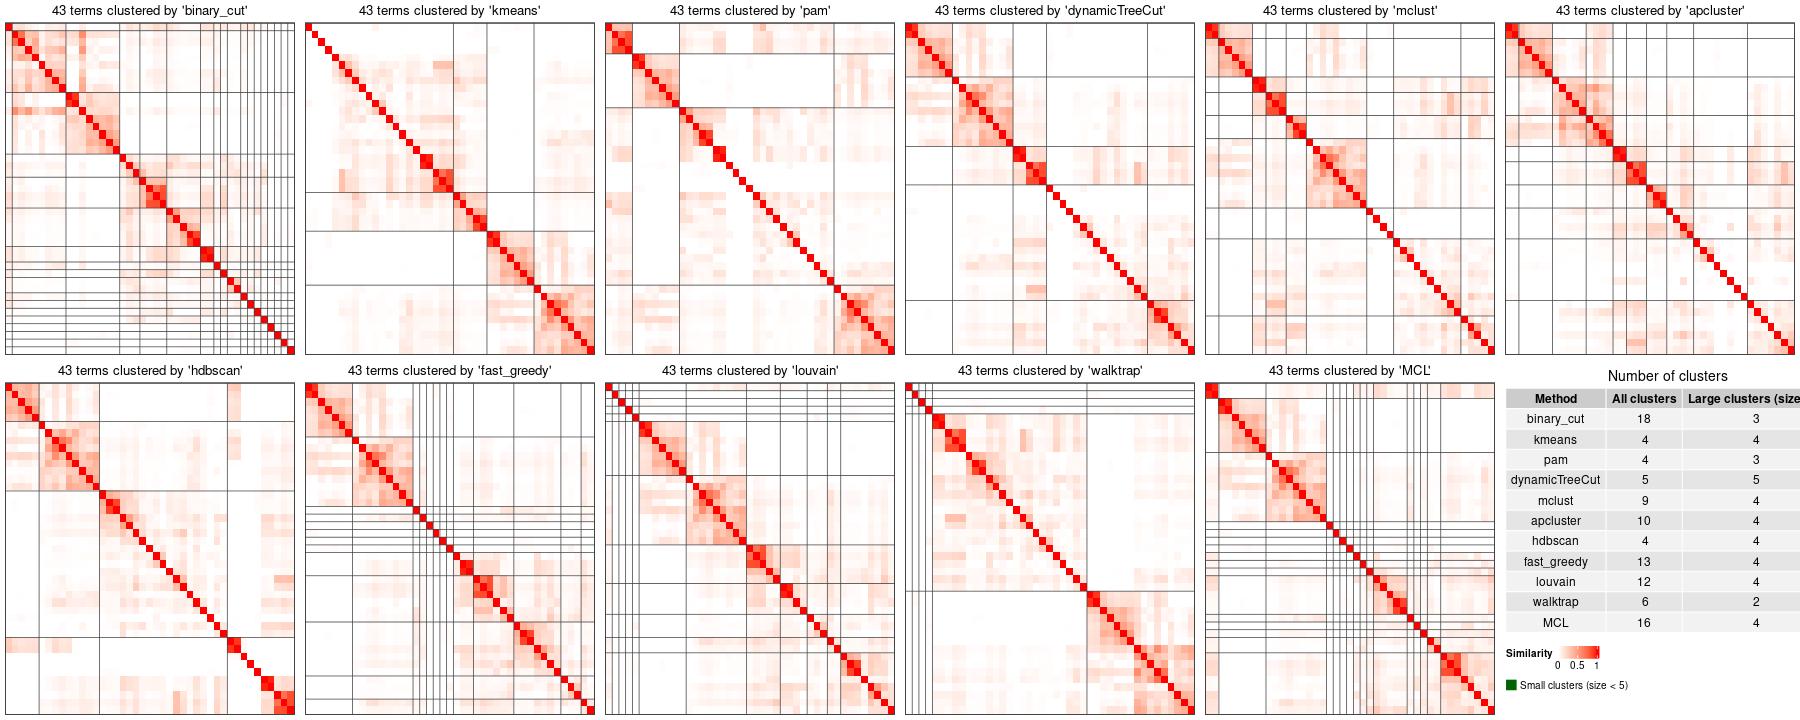 43 terms clustered by 'binary_cut'
43 terms clustered by 'kmeans'
43 terms clustered by 'pam'
43 terms clustered by 'dynamicTreeCut'
43 terms clustered by 'mclust'
43 terms clustered by 'apcluster'
43 terms clustered by 'hdbscan'
43 terms clustered by 'fast_greedy'
43 terms clustered by 'louvain'
43 terms clustered by 'walktrap'
43 terms clustered by 'MCL'
Number of clusters
Method All clusters Large clusters (size
binary_cut 18 3
kmeans 4 4
pam 4 3
dynamicTreeCut 5 5
mclust 9 4
apcluster 10 4
hdbscan 4 4
fast_greedy 13 4
louvain 12 4
walktrap 6 2
MCL 16 4
Similarity
0 0.5 1
Small clusters (size < 5)